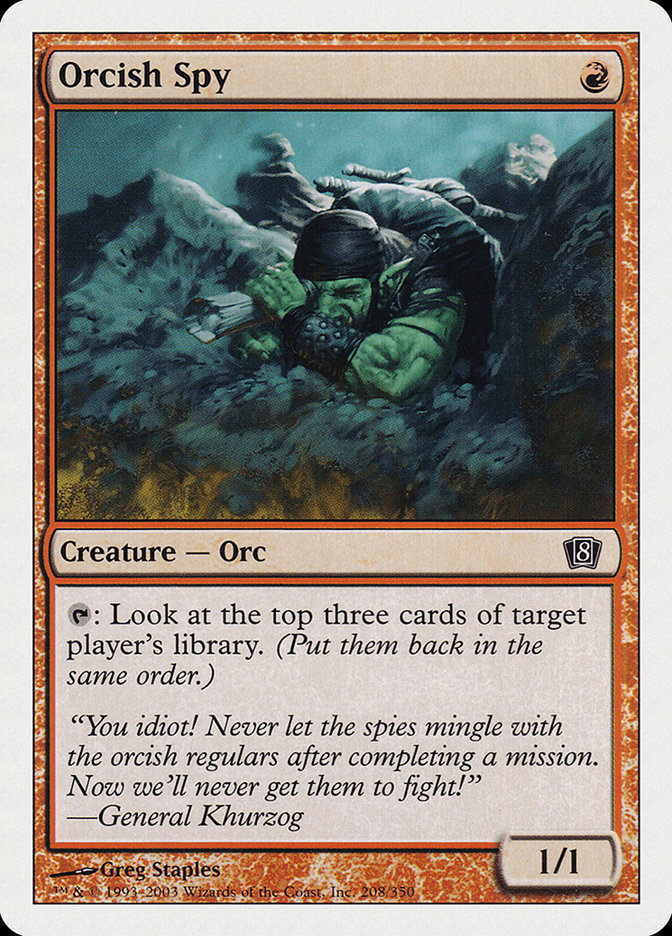 Orcish Spy
Creature — Orc
8
: Look at the top three cards of target
player's library. (Put them back in the
same order.)
“You idiot! Never let the spies mingle with
the orcish regulars after completing a mission.
Now we'll never get them to fight!”
—General Khurzog
1/1
Greg Staples
™ & © 1993–2003 Wizards of the Coast, Inc. 208/350